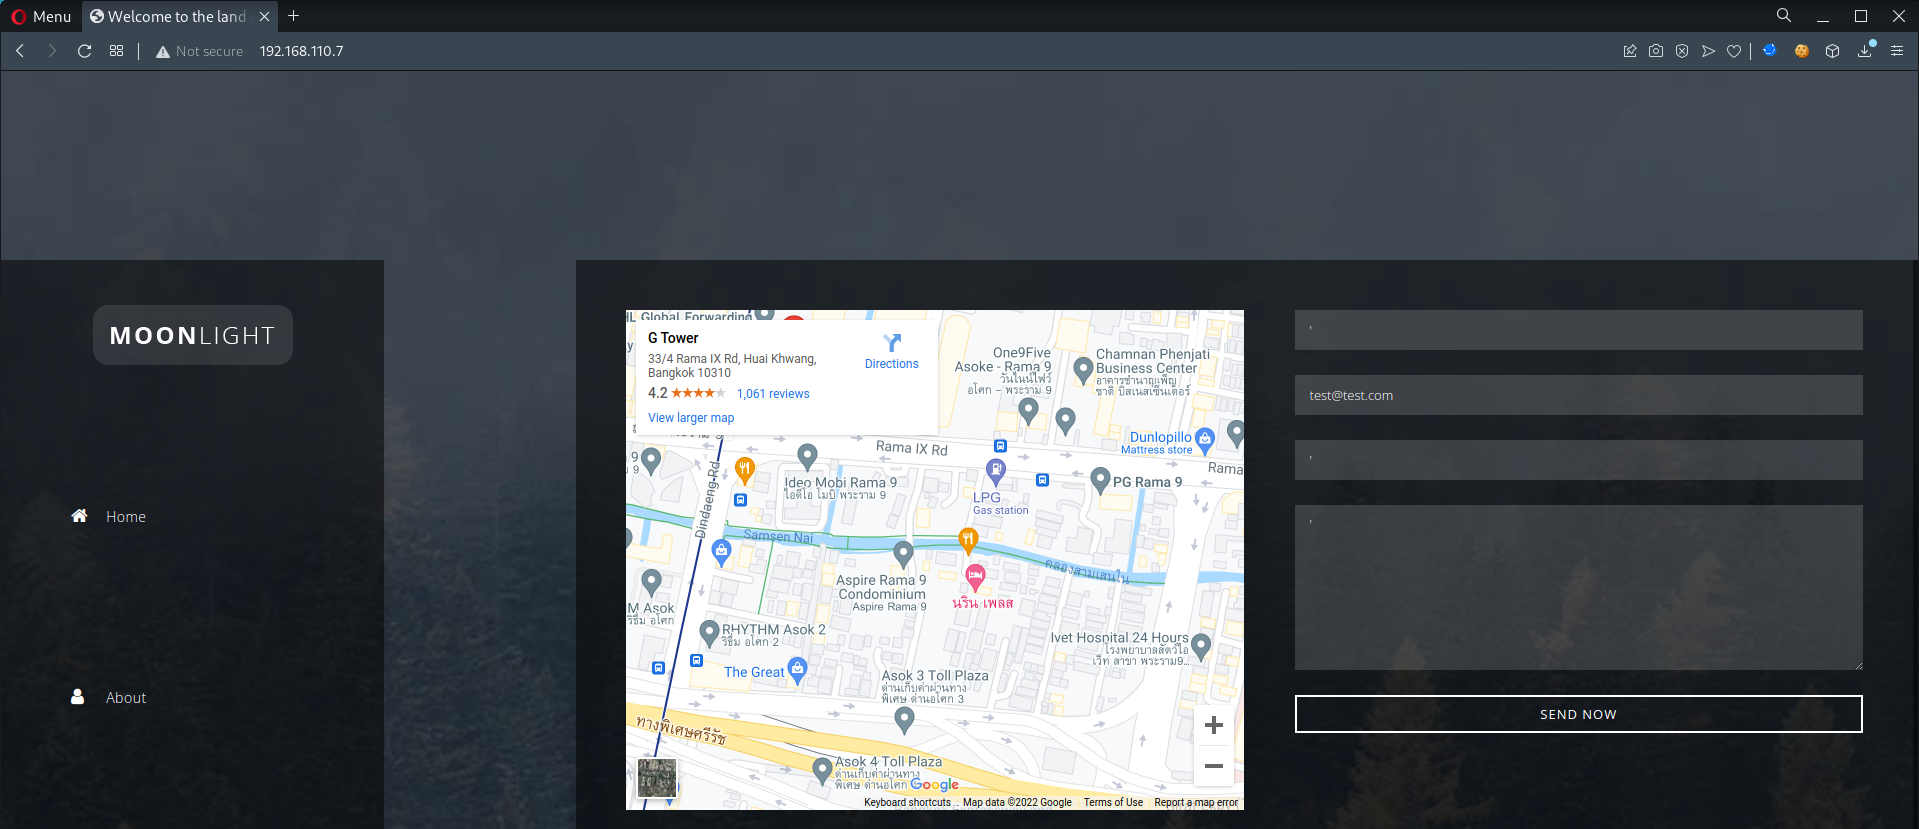 Menu
Welcome to the land
Not secure
192.168.110.7
MOONLIGHT
Home
About
G Tower
33/4 Rama IX Rd, Huai Khwang,
Bangkok 10310
4.2
1,061 reviews
View larger map
Directions
HL Global Forwarding
One9Five
Asoke - Rama 9
วันไนน์ไฟว์
อโศก – พระราม 9
Chamnan Phenjati
Business Center
อาคารชำนาญเพ็ญ
ชาติ บิสเนสเซ็นเตอร์
Dunlopillo
Mattress store
Rama IX Rd
Rama
Dindaeng Rd
Ideo Mobi Rama 9
ไอดีโอ โมบิ พระราม 9
LPG
Gas station
PG Rama 9
Samsen Nai
คลองสามเสนใน
Aspire Rama 9
Condominium
Aspire Rama 9
นริน เพลส
M Asok
ริธึ่ม อโศก
RHYTHM Asok 2
ริธึ่ม อโศก 2
Ivet Hospital 24 Hours
โรงพยาบาลสัตว์ไอ
เว็ท สาขา พระราม9...
The Great
Asok 3 Toll Plaza
ด่านเก็บค่าผ่านทาง
พิเศษ ด่านอโศก 3
ทางพิเศษศรีรัช
Asok 4 Toll Plaza
ด่านเก็บค่าผ่านทาง
พิเศษ ด่านอโศก
Google
Keyboard shortcuts
Map data ©2022 Google
Terms of Use
Report a map error
'
test@test.com
'
'
SEND NOW